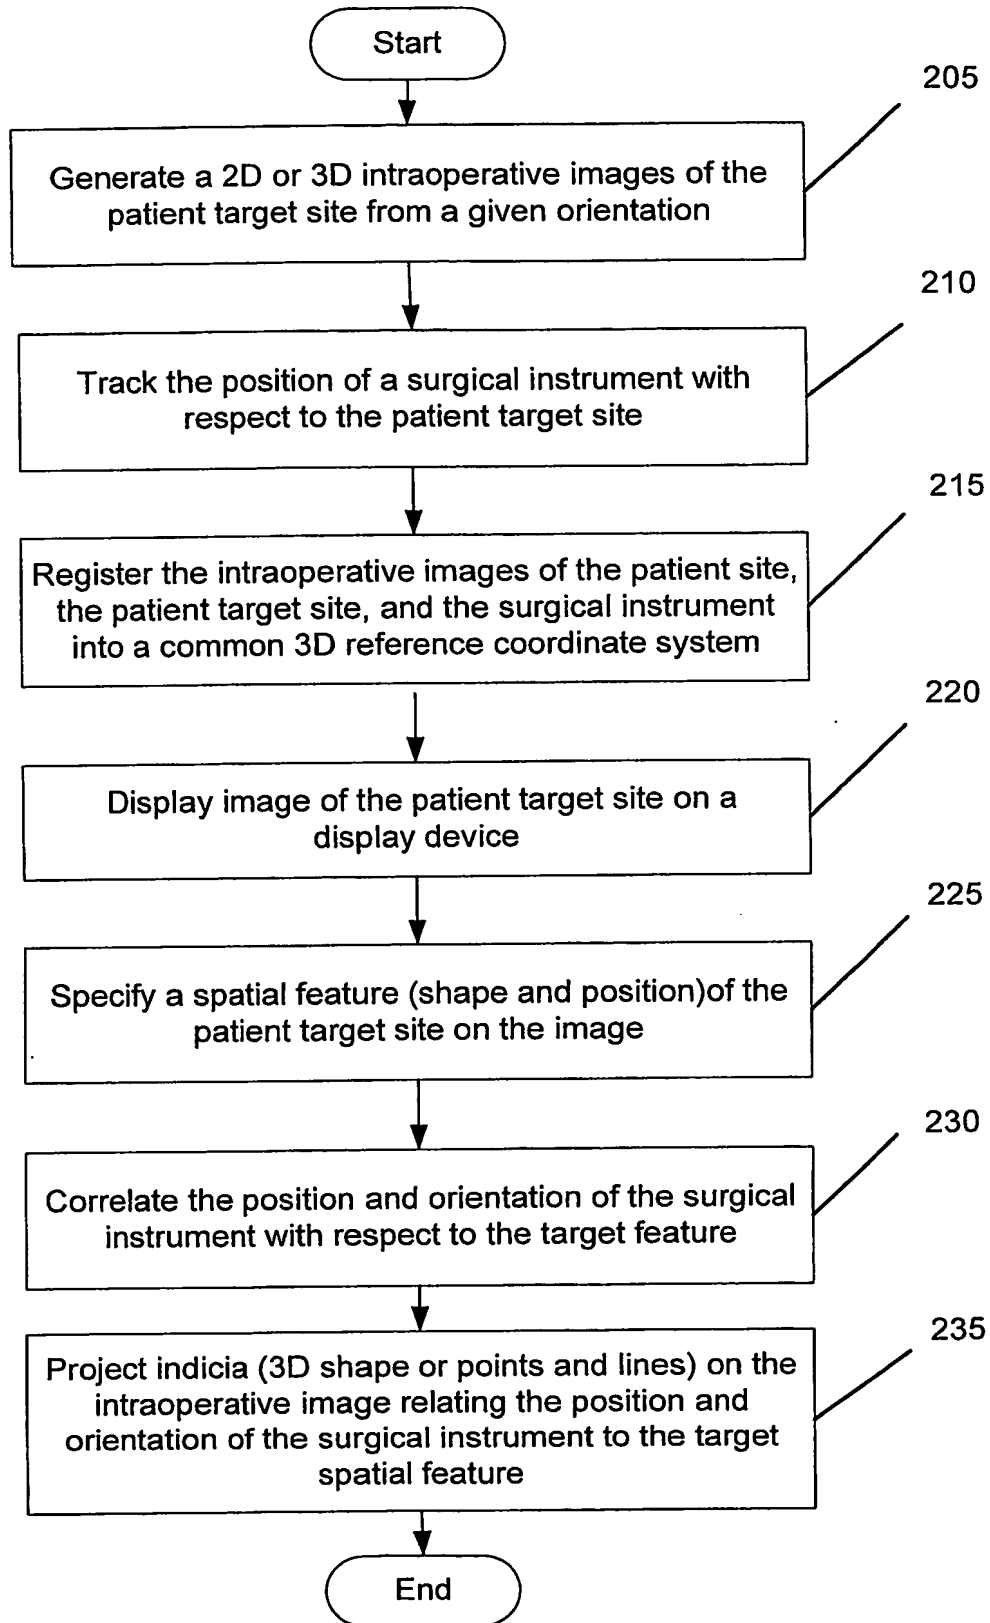 Start
205
Generate a 2D or 3D intraoperative images of the
patient target site from a given orientation
210
Track the position of a surgical instrument with
respect to the patient target site
215
Register the intraoperative images of the patient site,
the patient target site, and the surgical instrument
into a common 3D reference coordinate system
220
Display image of the patient target site on a
display device
225
Specify a spatial feature (shape and position)of the
patient target site on the image
230
Correlate the position and orientation of the surgical
instrument with respect to the target feature
235
Project indicia (3D shape or points and lines) on the
intraoperative image relating the position and
orientation of the surgical instrument to the target
spatial feature
End